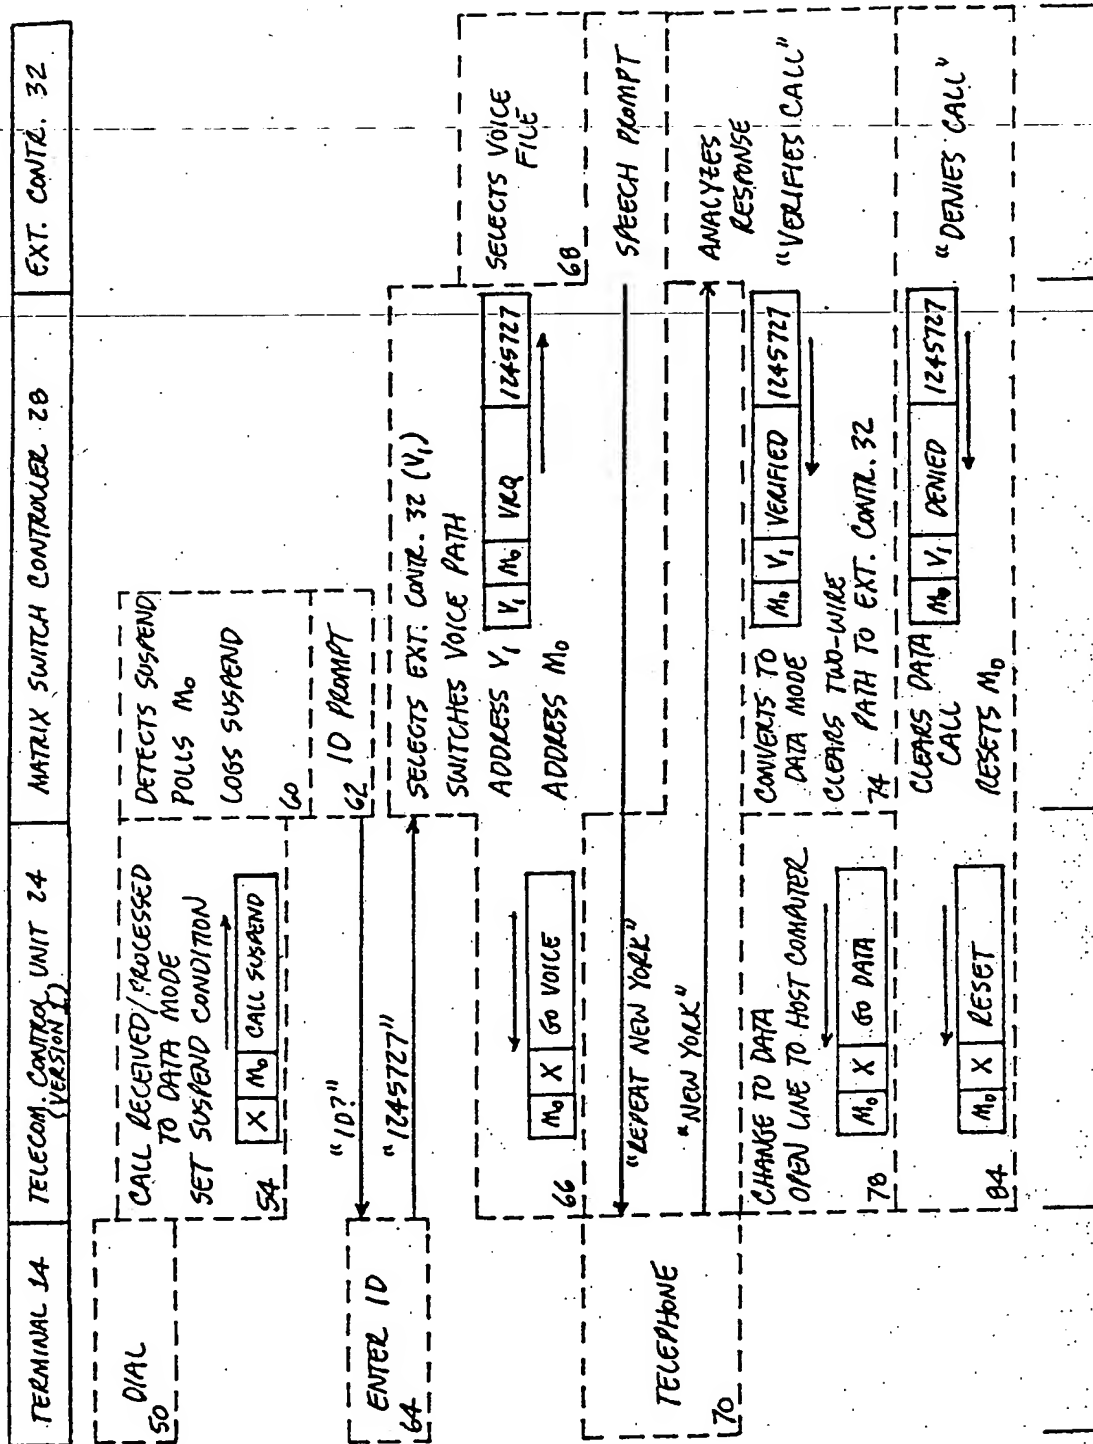 TERMINAL 14
TELECOM. CONTROL UNIT 24
(VERSION I)
MATRIX SWITCH CONTROLLER 28
EXT. CONTR. 32
DIAL
50
CALL RECEIVED/PROCESSED
TO DATA MODE
SET SUSPEND CONDITION
X M₀ CALL SUSPEND
54
DETECTS SUSPEND
POLLS M₀
LOGS SUSPEND
60
ID PROMPT
62
"ID?"
ENTER ID
64
"1245727"
SELECTS EXT. CONTR. 32 (V₁)
SWITCHES VOICE PATH
ADDRESS V₁
V₁ M₀ VRQ 1245727
ADDRESS M₀
SELECTS VOICE
FILE
68
M₀ X GO VOICE
66
SPEECH PROMPT
"REPEAT NEW YORK"
TELEPHONE
70
"NEW YORK"
ANALYZES
RESPONSE
"VERIFIES CALL"
M₀ V₁ VERIFIED 1245727
CONVERTS TO
DATA MODE
CLEARS TWO-WIRE
PATH TO EXT. CONTR. 32
74
CHANGE TO DATA
OPEN LINE TO HOST COMPUTER
M₀ X GO DATA
78
"DENIES CALL"
M₀ V₁ DENIED 1245727
CLEARS DATA
CALL
RESETS M₀
M₀ X RESET
84